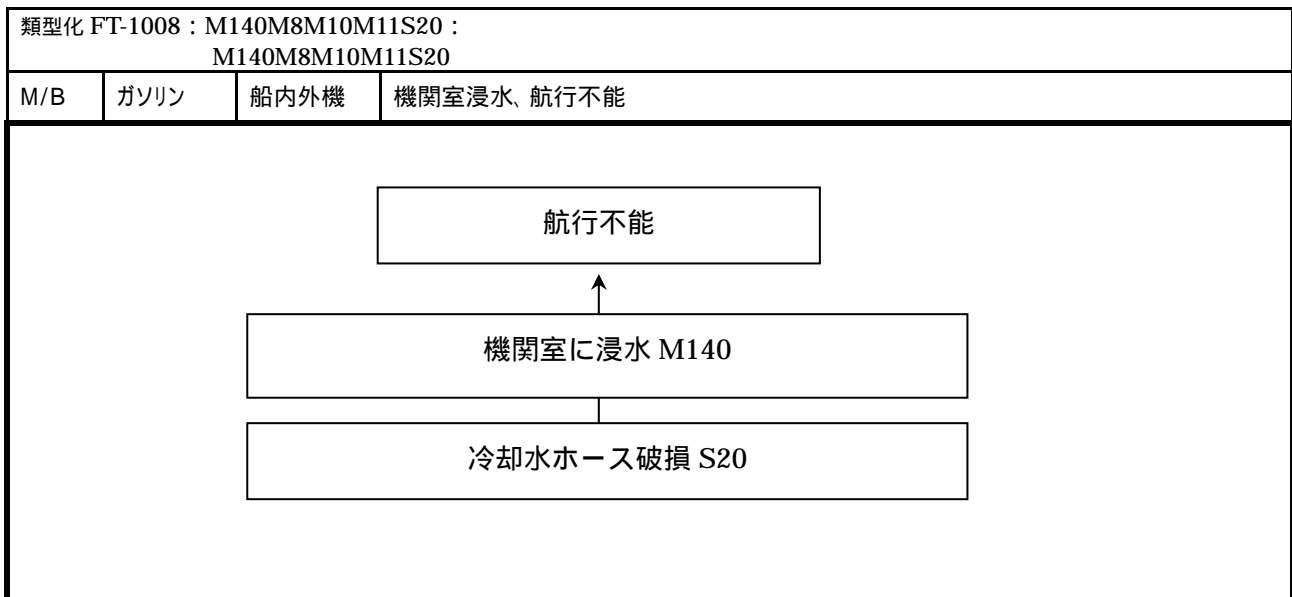 類型化 FT-1008：M140M8M10M11S20：
M140M8M10M11S20
M/B ガソリン 船内外機 機関室浸水、航行不能
航行不能
機関室に浸水 M140
冷却水ホース破損 S20